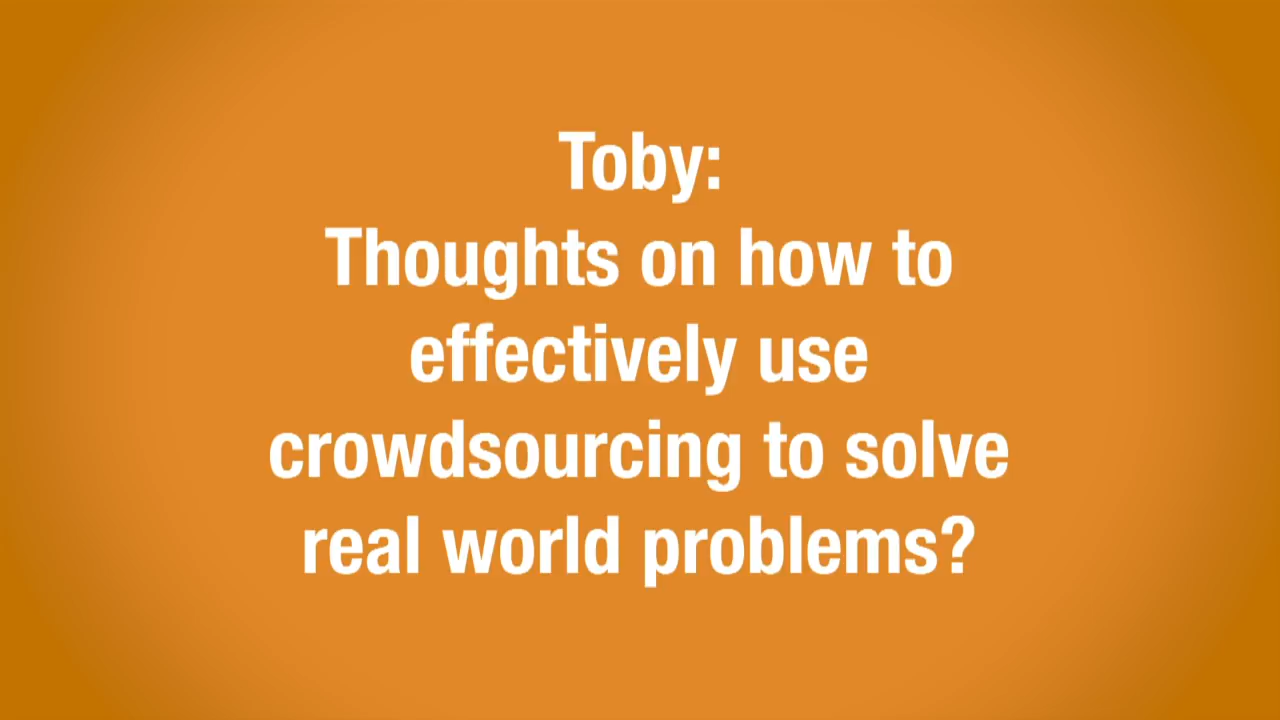 Toby:
Thoughts on how to
effectively use
crowdsourcing to solve
real world problems?